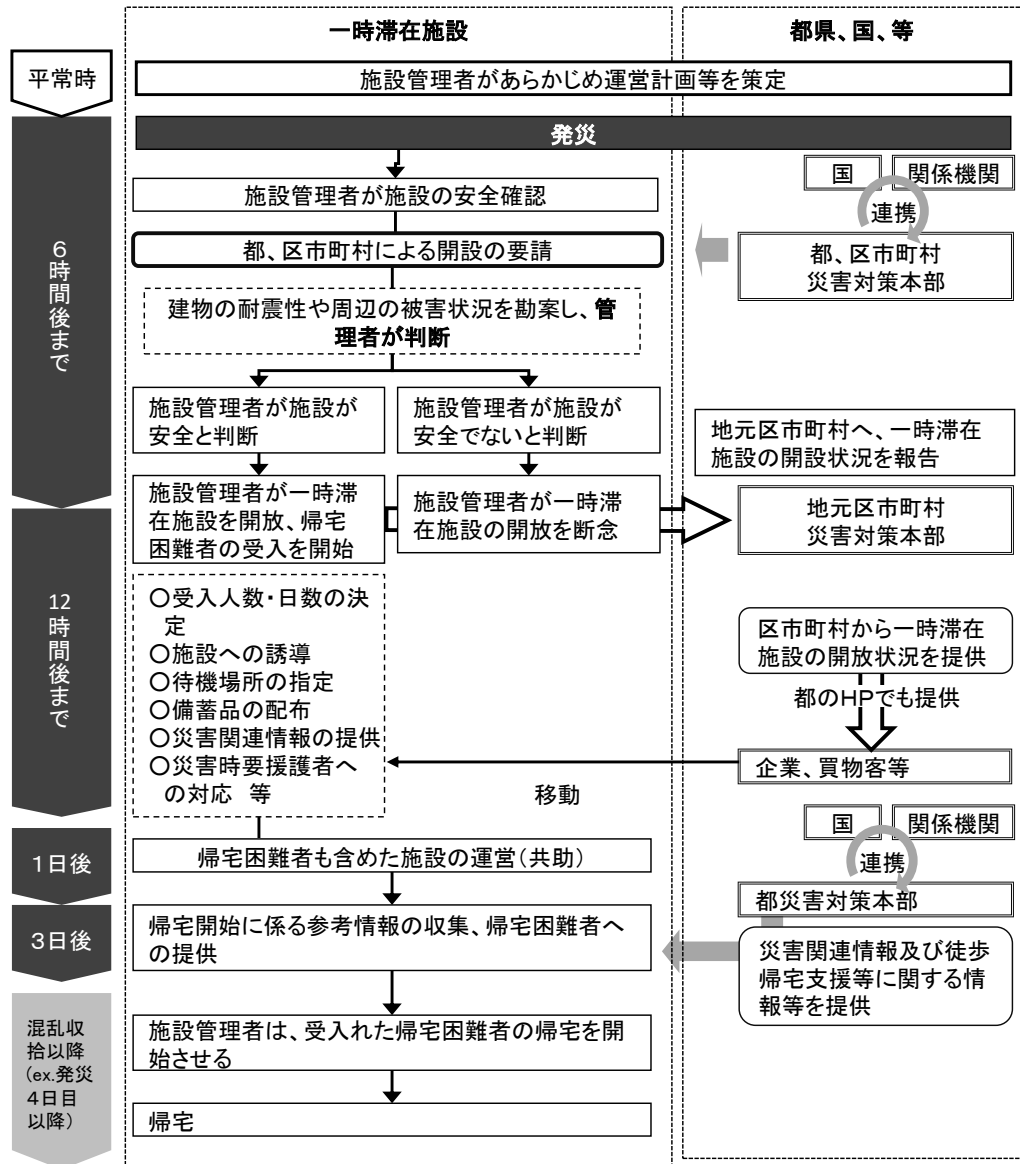 一時滞在施設
都県、国、等
平常時
施設管理者があらかじめ運営計画等を策定
発災
6時間後まで
施設管理者が施設の安全確認
国
関係機関
連携
都、区市町村による開設の要請
都、区市町村
災害対策本部
建物の耐震性や周辺の被害状況を勘案し、管
理者が判断
施設管理者が施設が
安全と判断
施設管理者が施設が
安全でないと判断
地元区市町村へ、一時滞在
施設の開設状況を報告
施設管理者が一時滞
在施設を開放、帰宅
困難者の受入を開始
施設管理者が一時滞
在施設の開放を断念
地元区市町村
災害対策本部
12時間後まで
○受入人数・日数の決
定
○施設への誘導
○待機場所の指定
○備蓄品の配布
○災害関連情報の提供
○災害時要援護者へ
の対応 等
区市町村から一時滞在
施設の開放状況を提供
都のHPでも提供
企業、買物客等
移動
国
関係機関
連携
1日後
帰宅困難者も含めた施設の運営(共助)
都災害対策本部
3日後
帰宅開始に係る参考情報の収集、帰宅困難者へ
の提供
災害関連情報及び徒歩
帰宅支援等に関する情
報等を提供
混乱収
拾以降
(ex.発災
4日目
以降)
施設管理者は、受入れた帰宅困難者の帰宅を開
始させる
帰宅